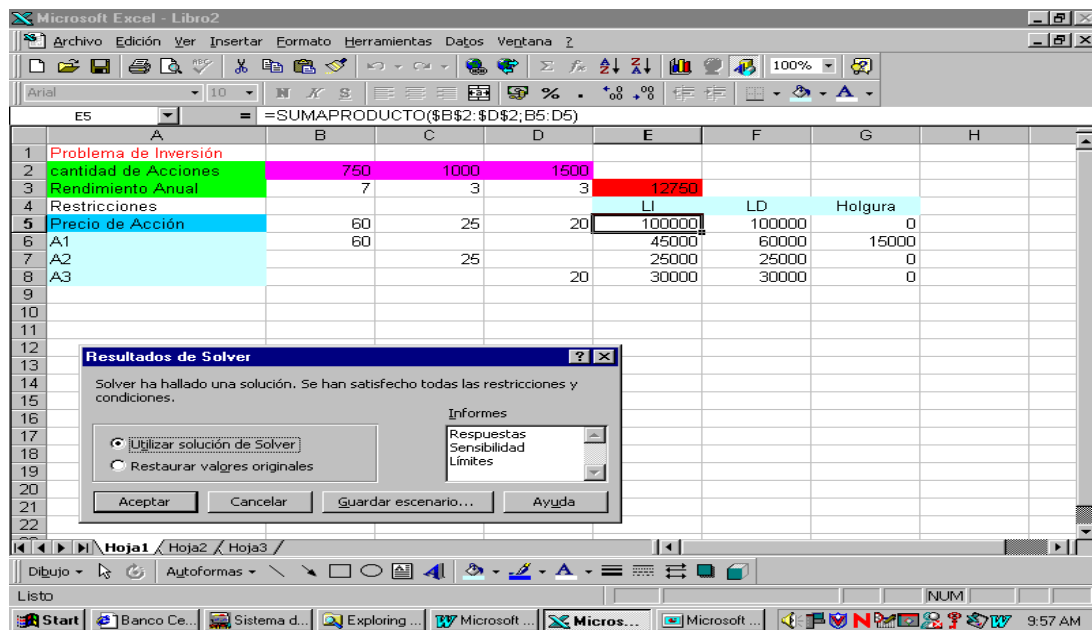 Microsoft Excel - Libro2
Archivo Edición Ver Insertar Formato Herramientas Datos Ventana ?
100%
Arial 10 N K S % .
E5 = =SUMAPRODUCTO($B$2:$D$2;B5:D5)
A B C D E F G H
1 Problema de Inversión
2 cantidad de Acciones 750 1000 1500
3 Rendimiento Anual 7 3 3 12750
4 Restricciones LI LD Holgura
5 Precio de Acción 60 25 20 100000 100000 0
6 A1 60 45000 60000 15000
7 A2 25 25000 25000 0
8 A3 20 30000 30000 0
9
10
11
12
13
14
15
16
17
18
19
20
21
22
Resultados de Solver
Solver ha hallado una solución. Se han satisfecho todas las restricciones y
condiciones.
Informes
Utilizar solución de Solver
Restaurar valores originales
Respuestas
Sensibilidad
Límites
Aceptar Cancelar Guardar escenario... Ayuda
Hoja1 Hoja2 Hoja3
Dibujo Autoformas
Listo NUM
Start Banco Ce... Sistema d... Exploring ... Microsoft ... Micros... Microsoft ... 9:57 AM